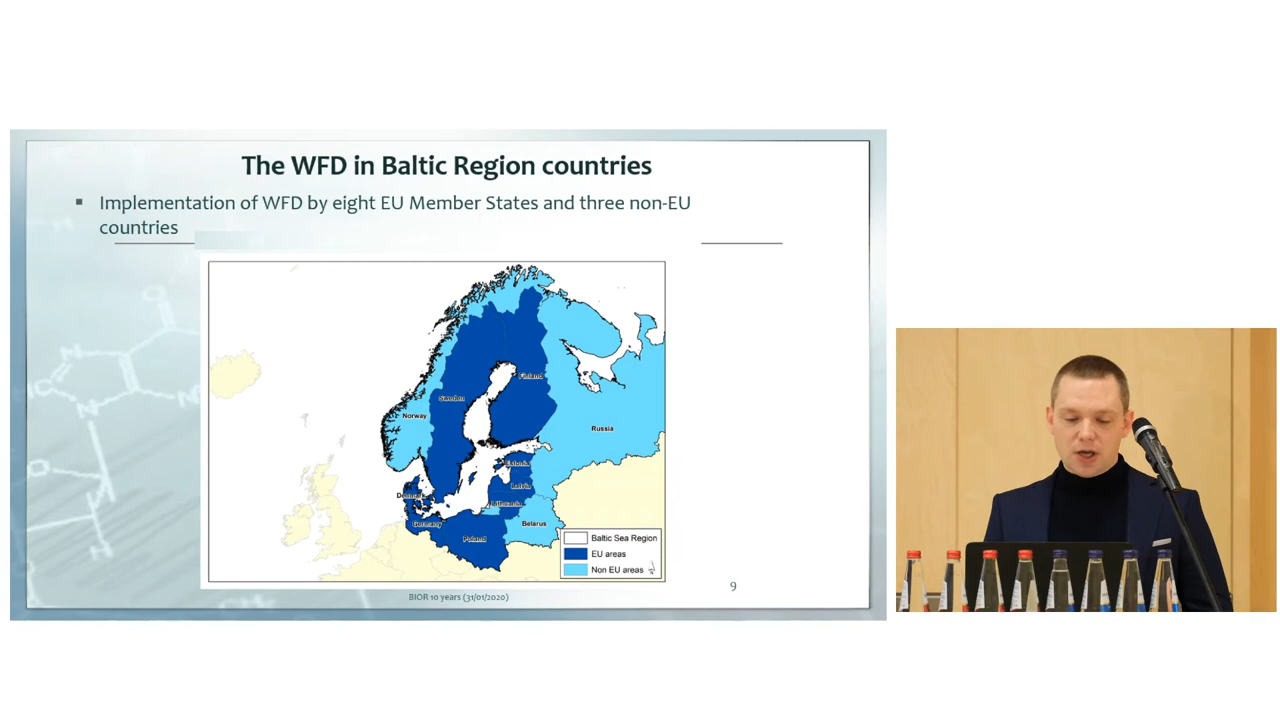 The WFD in Baltic Region countries
▪ Implementation of WFD by eight EU Member States and three non-EU
countries
Finland
Sweden
Norway
Russia
Estonia
Latvia
Denmark
Lithuania
Germany
Belarus
Poland
Baltic Sea Region
EU areas
Non EU areas
9
BIOR 10 years (31/01/2020)